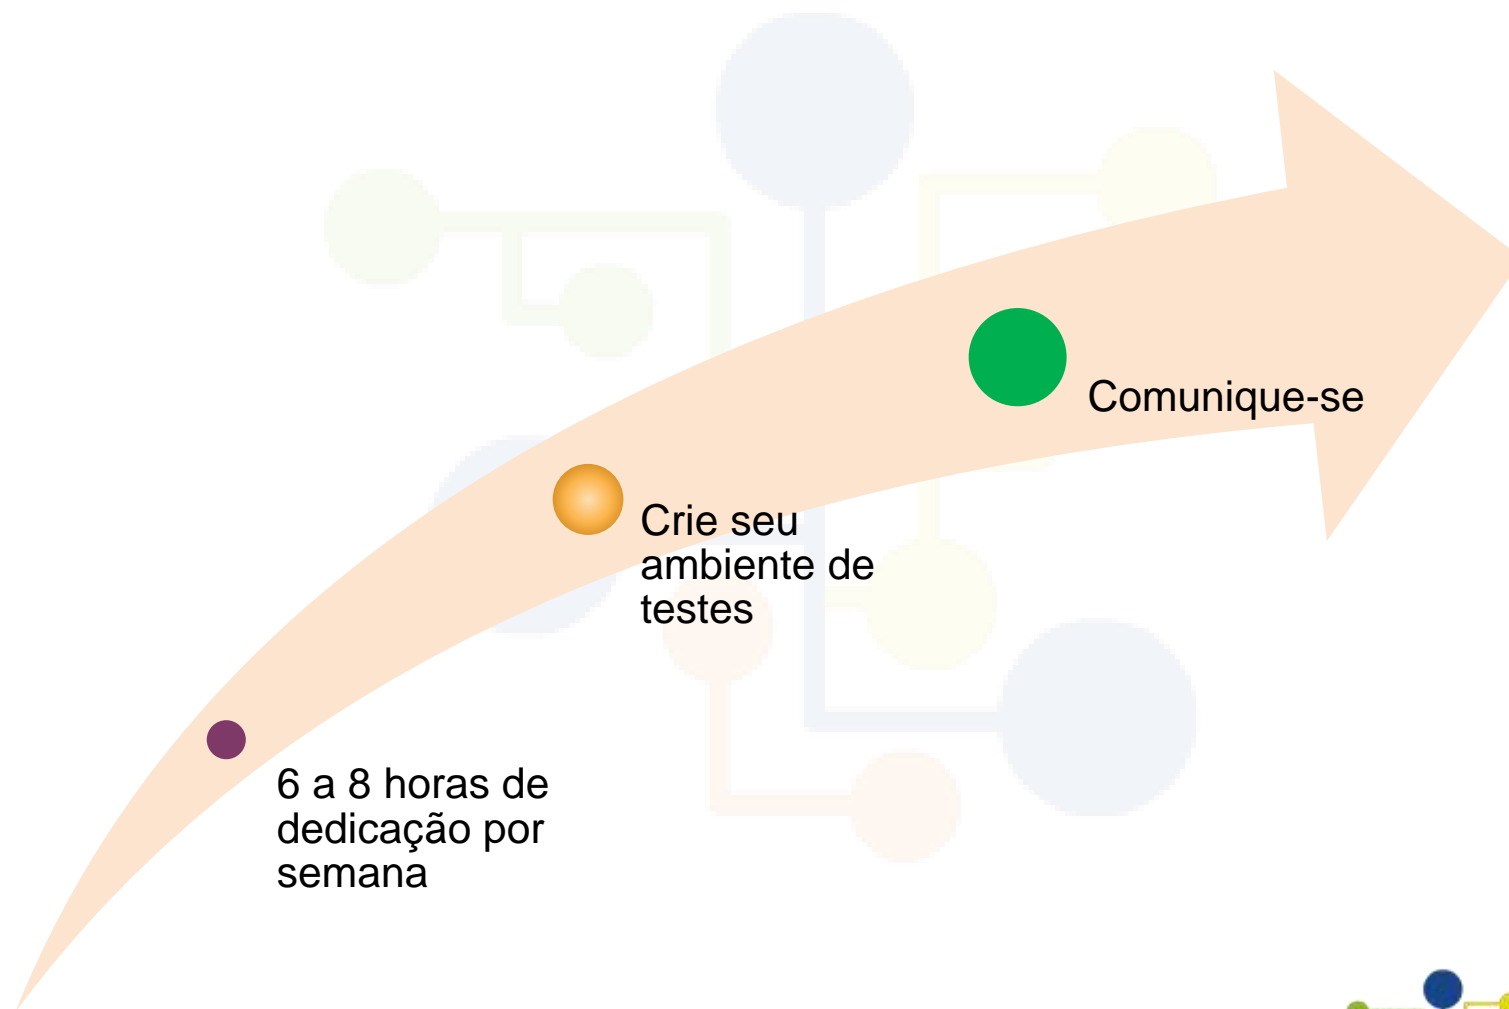 Comunique-se
Crie seu
ambiente de
testes
6 a 8 horas de
dedicação por
semana